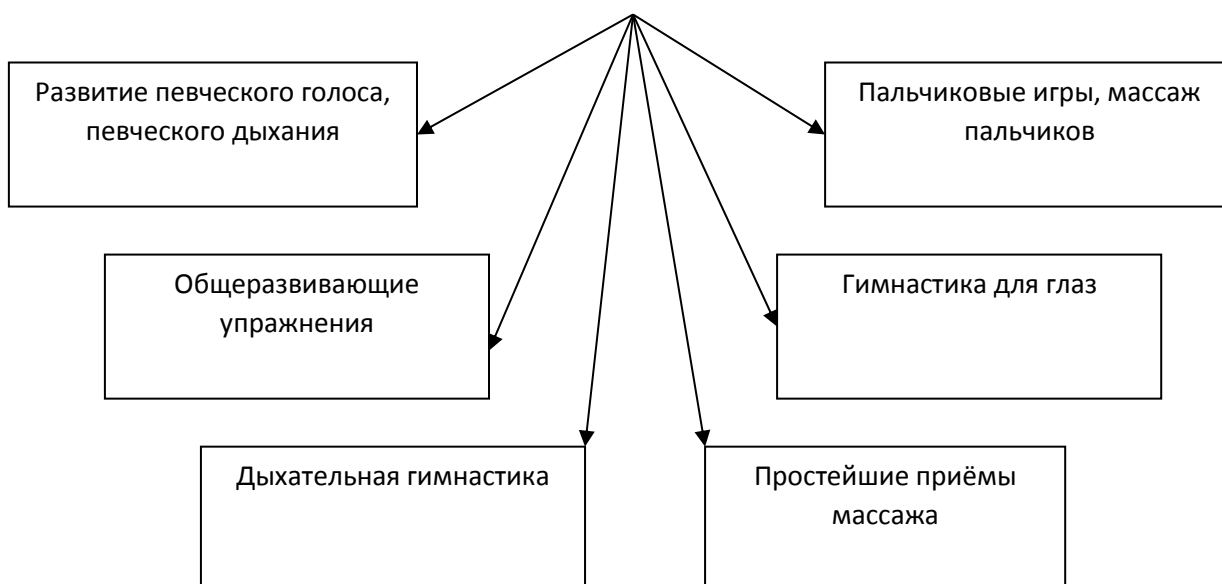 Развитие певческого голоса,
певческого дыхания
Пальчиковые игры, массаж
пальчиков
Общеразвивающие
упражнения
Гимнастика для глаз
Дыхательная гимнастика
Простейшие приёмы
массажа